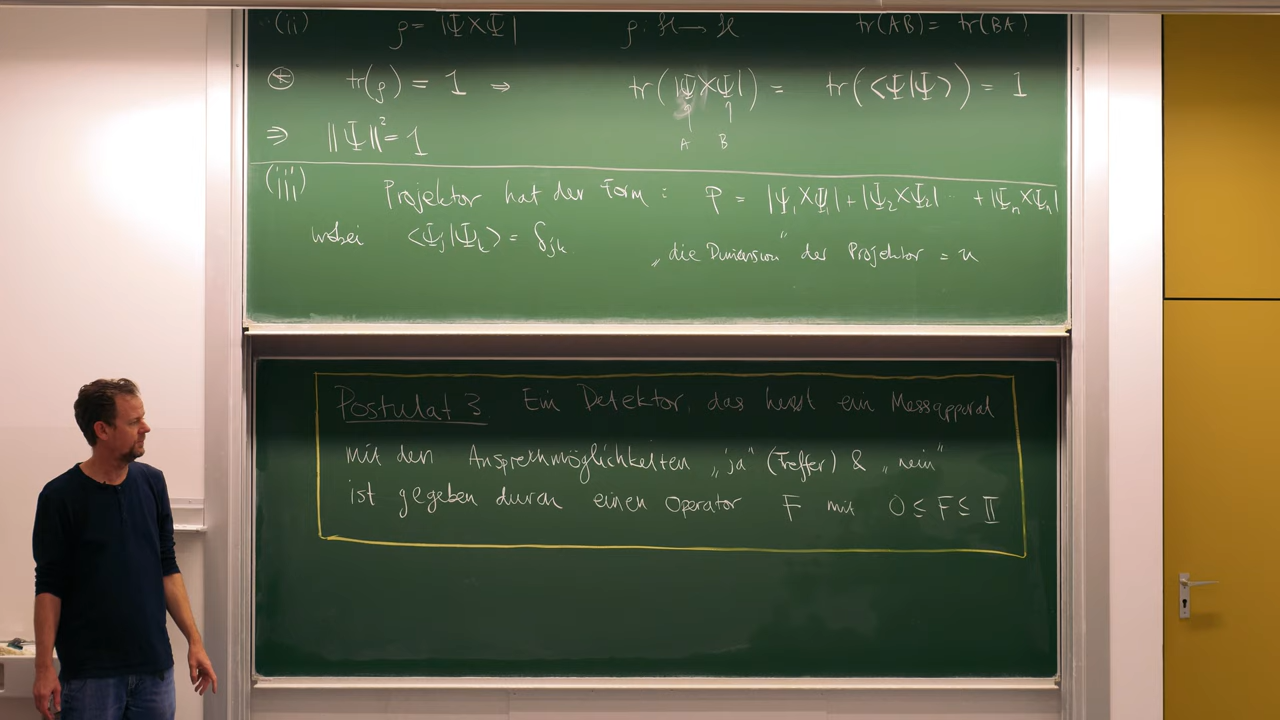 (ii) ρ = |Ψ⟩⟨Ψ| ρ: ℋ → ℋ tr(AB) = tr(BA)
⊛ tr(ρ) = 1 ⇒ tr(|Ψ⟩⟨Ψ|) = tr(⟨Ψ|Ψ⟩) = 1
↑ ↑
A B
⇒ ||Ψ||² = 1
(iii) Projektor hat der Form : P = |Ψ₁⟩⟨Ψ₁| + |Ψ₂⟩⟨Ψ₂| ... + |Ψₙ⟩⟨Ψₙ|
wobei ⟨Ψⱼ|Ψₖ⟩ = δⱼₖ „die Dimension“ der Projektor = n
Postulat 3. Ein Detektor, das heisst ein Messapparat
mit den Ansprechmöglichkeiten „ja“ (Treffer) & „nein“
ist gegeben durch einen Operator F mit 0 ≤ F ≤ 𝟙